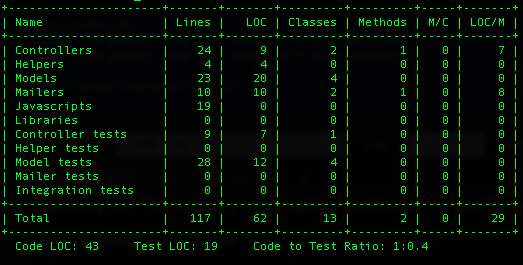 +----------------------+-------+-------+---------+---------+-----+-------+
| Name                 | Lines |   LOC | Classes | Methods | M/C | LOC/M |
+----------------------+-------+-------+---------+---------+-----+-------+
| Controllers          |    24 |     9 |       2 |       1 |   0 |     7 |
| Helpers              |     4 |     4 |       0 |       0 |   0 |     0 |
| Models               |    23 |    20 |       4 |       0 |   0 |     0 |
| Mailers              |    10 |    10 |       2 |       1 |   0 |     8 |
| Javascripts          |    19 |     0 |       0 |       0 |   0 |     0 |
| Libraries            |     0 |     0 |       0 |       0 |   0 |     0 |
| Controller tests     |     9 |     7 |       1 |       0 |   0 |     0 |
| Helper tests         |     0 |     0 |       0 |       0 |   0 |     0 |
| Model tests          |    28 |    12 |       4 |       0 |   0 |     0 |
| Mailer tests         |     0 |     0 |       0 |       0 |   0 |     0 |
| Integration tests    |     0 |     0 |       0 |       0 |   0 |     0 |
+----------------------+-------+-------+---------+---------+-----+-------+
| Total                |   117 |    62 |      13 |       2 |   0 |    29 |
+----------------------+-------+-------+---------+---------+-----+-------+
  Code LOC: 43     Test LOC: 19     Code to Test Ratio: 1:0.4